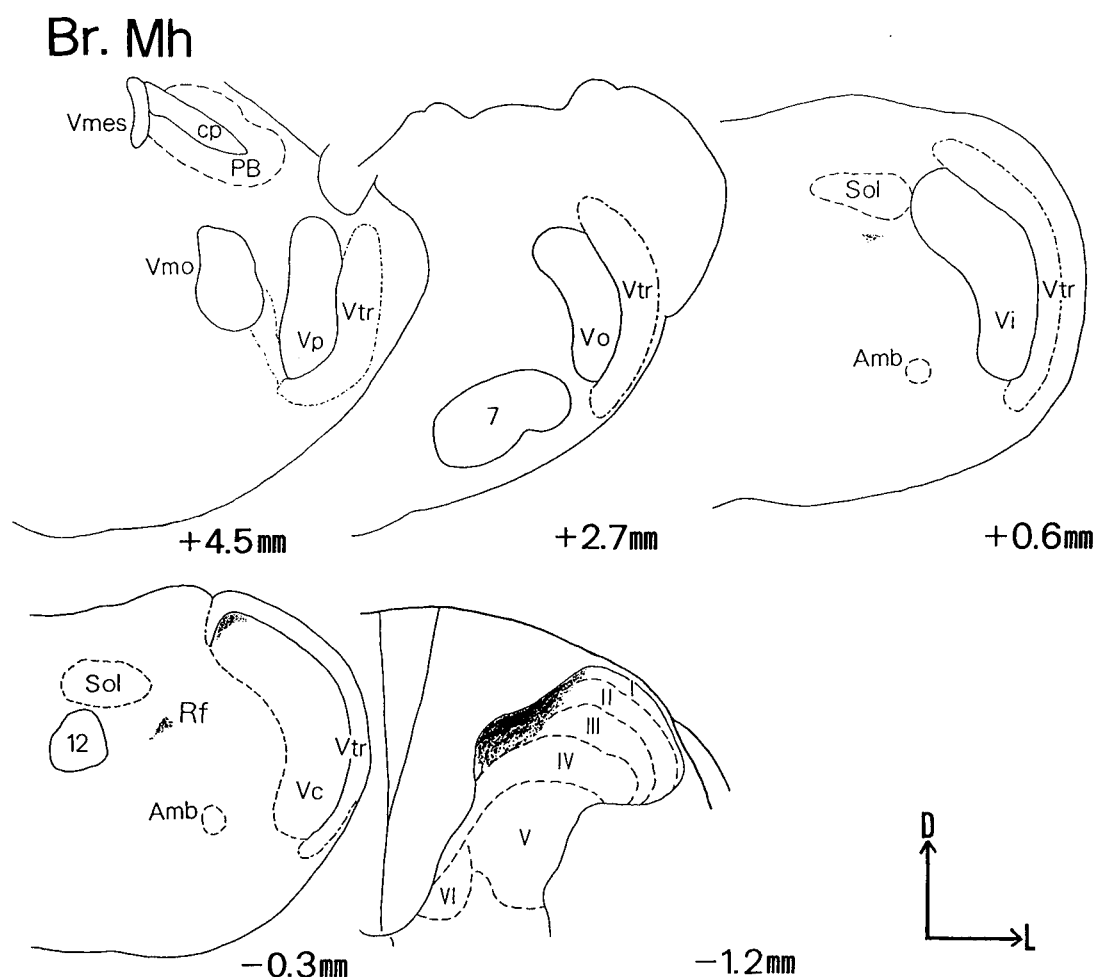 Br. Mh
Vmes
cp
PB
Vmo
Vp
Vtr
+4.5mm
Vtr
Vo
7
+2.7mm
Sol
Vtr
Vi
Amb
+0.6mm
Sol
Rf
12
Vtr
Vc
Amb
−0.3mm
I
II
III
IV
V
VI
−1.2mm
D
L